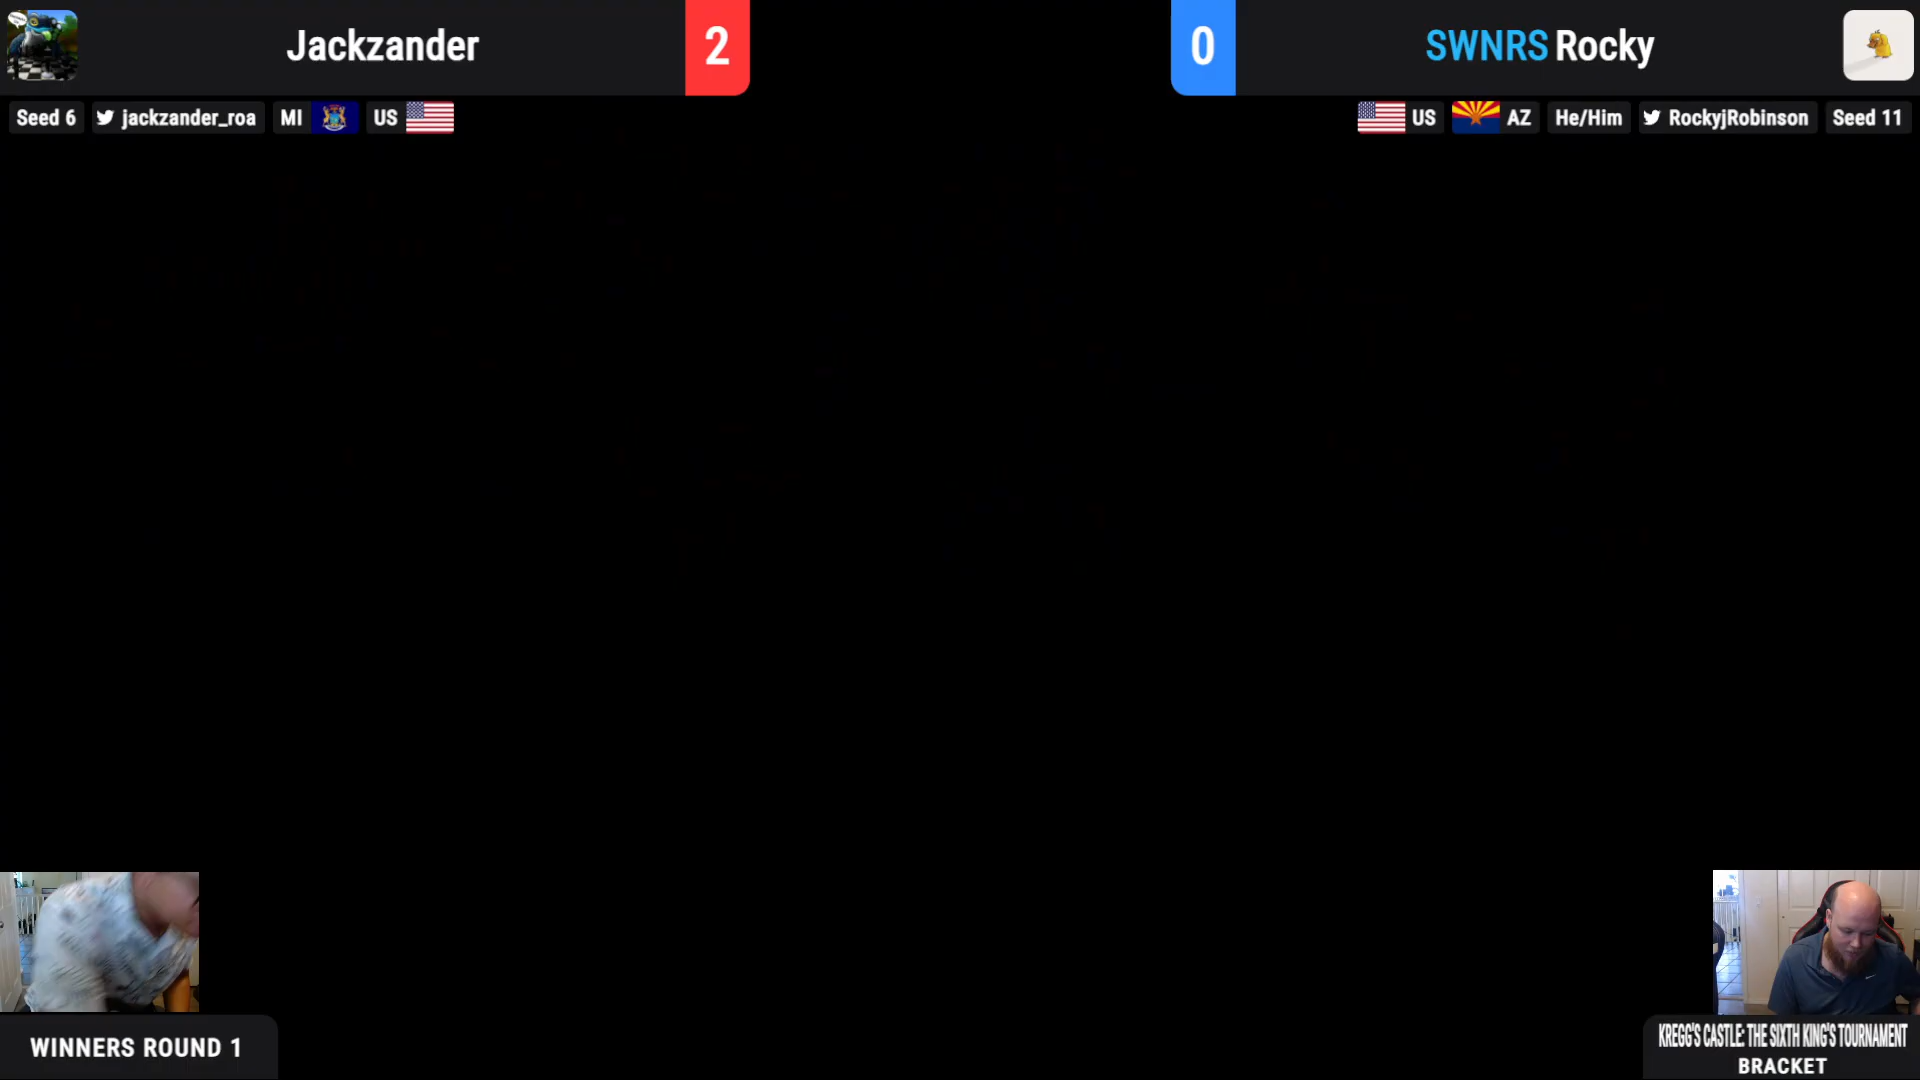 Jackzander
2
0
SWNRS Rocky
Seed 6
jackzander_roa
MI
US
US
AZ
He/Him
RockyjRobinson
Seed 11
WINNERS ROUND 1
KREGG'S CASTLE: THE SIXTH KING'S TOURNAMENT
BRACKET